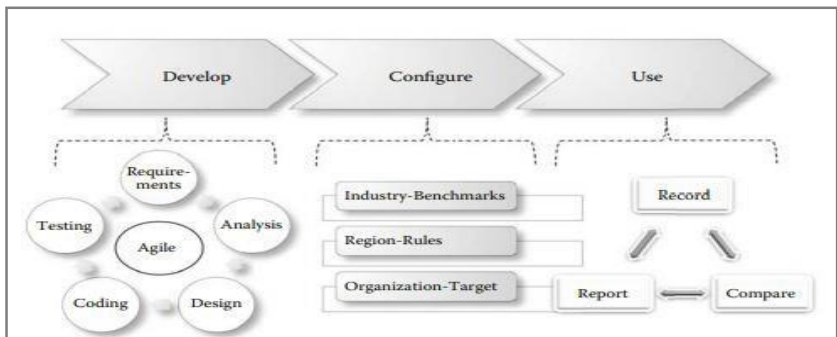 Develop
Configure
Use
Require-
ments
Testing
Analysis
Agile
Coding
Design
Industry-Benchmarks
Region-Rules
Organization-Target
Record
Report
Compare